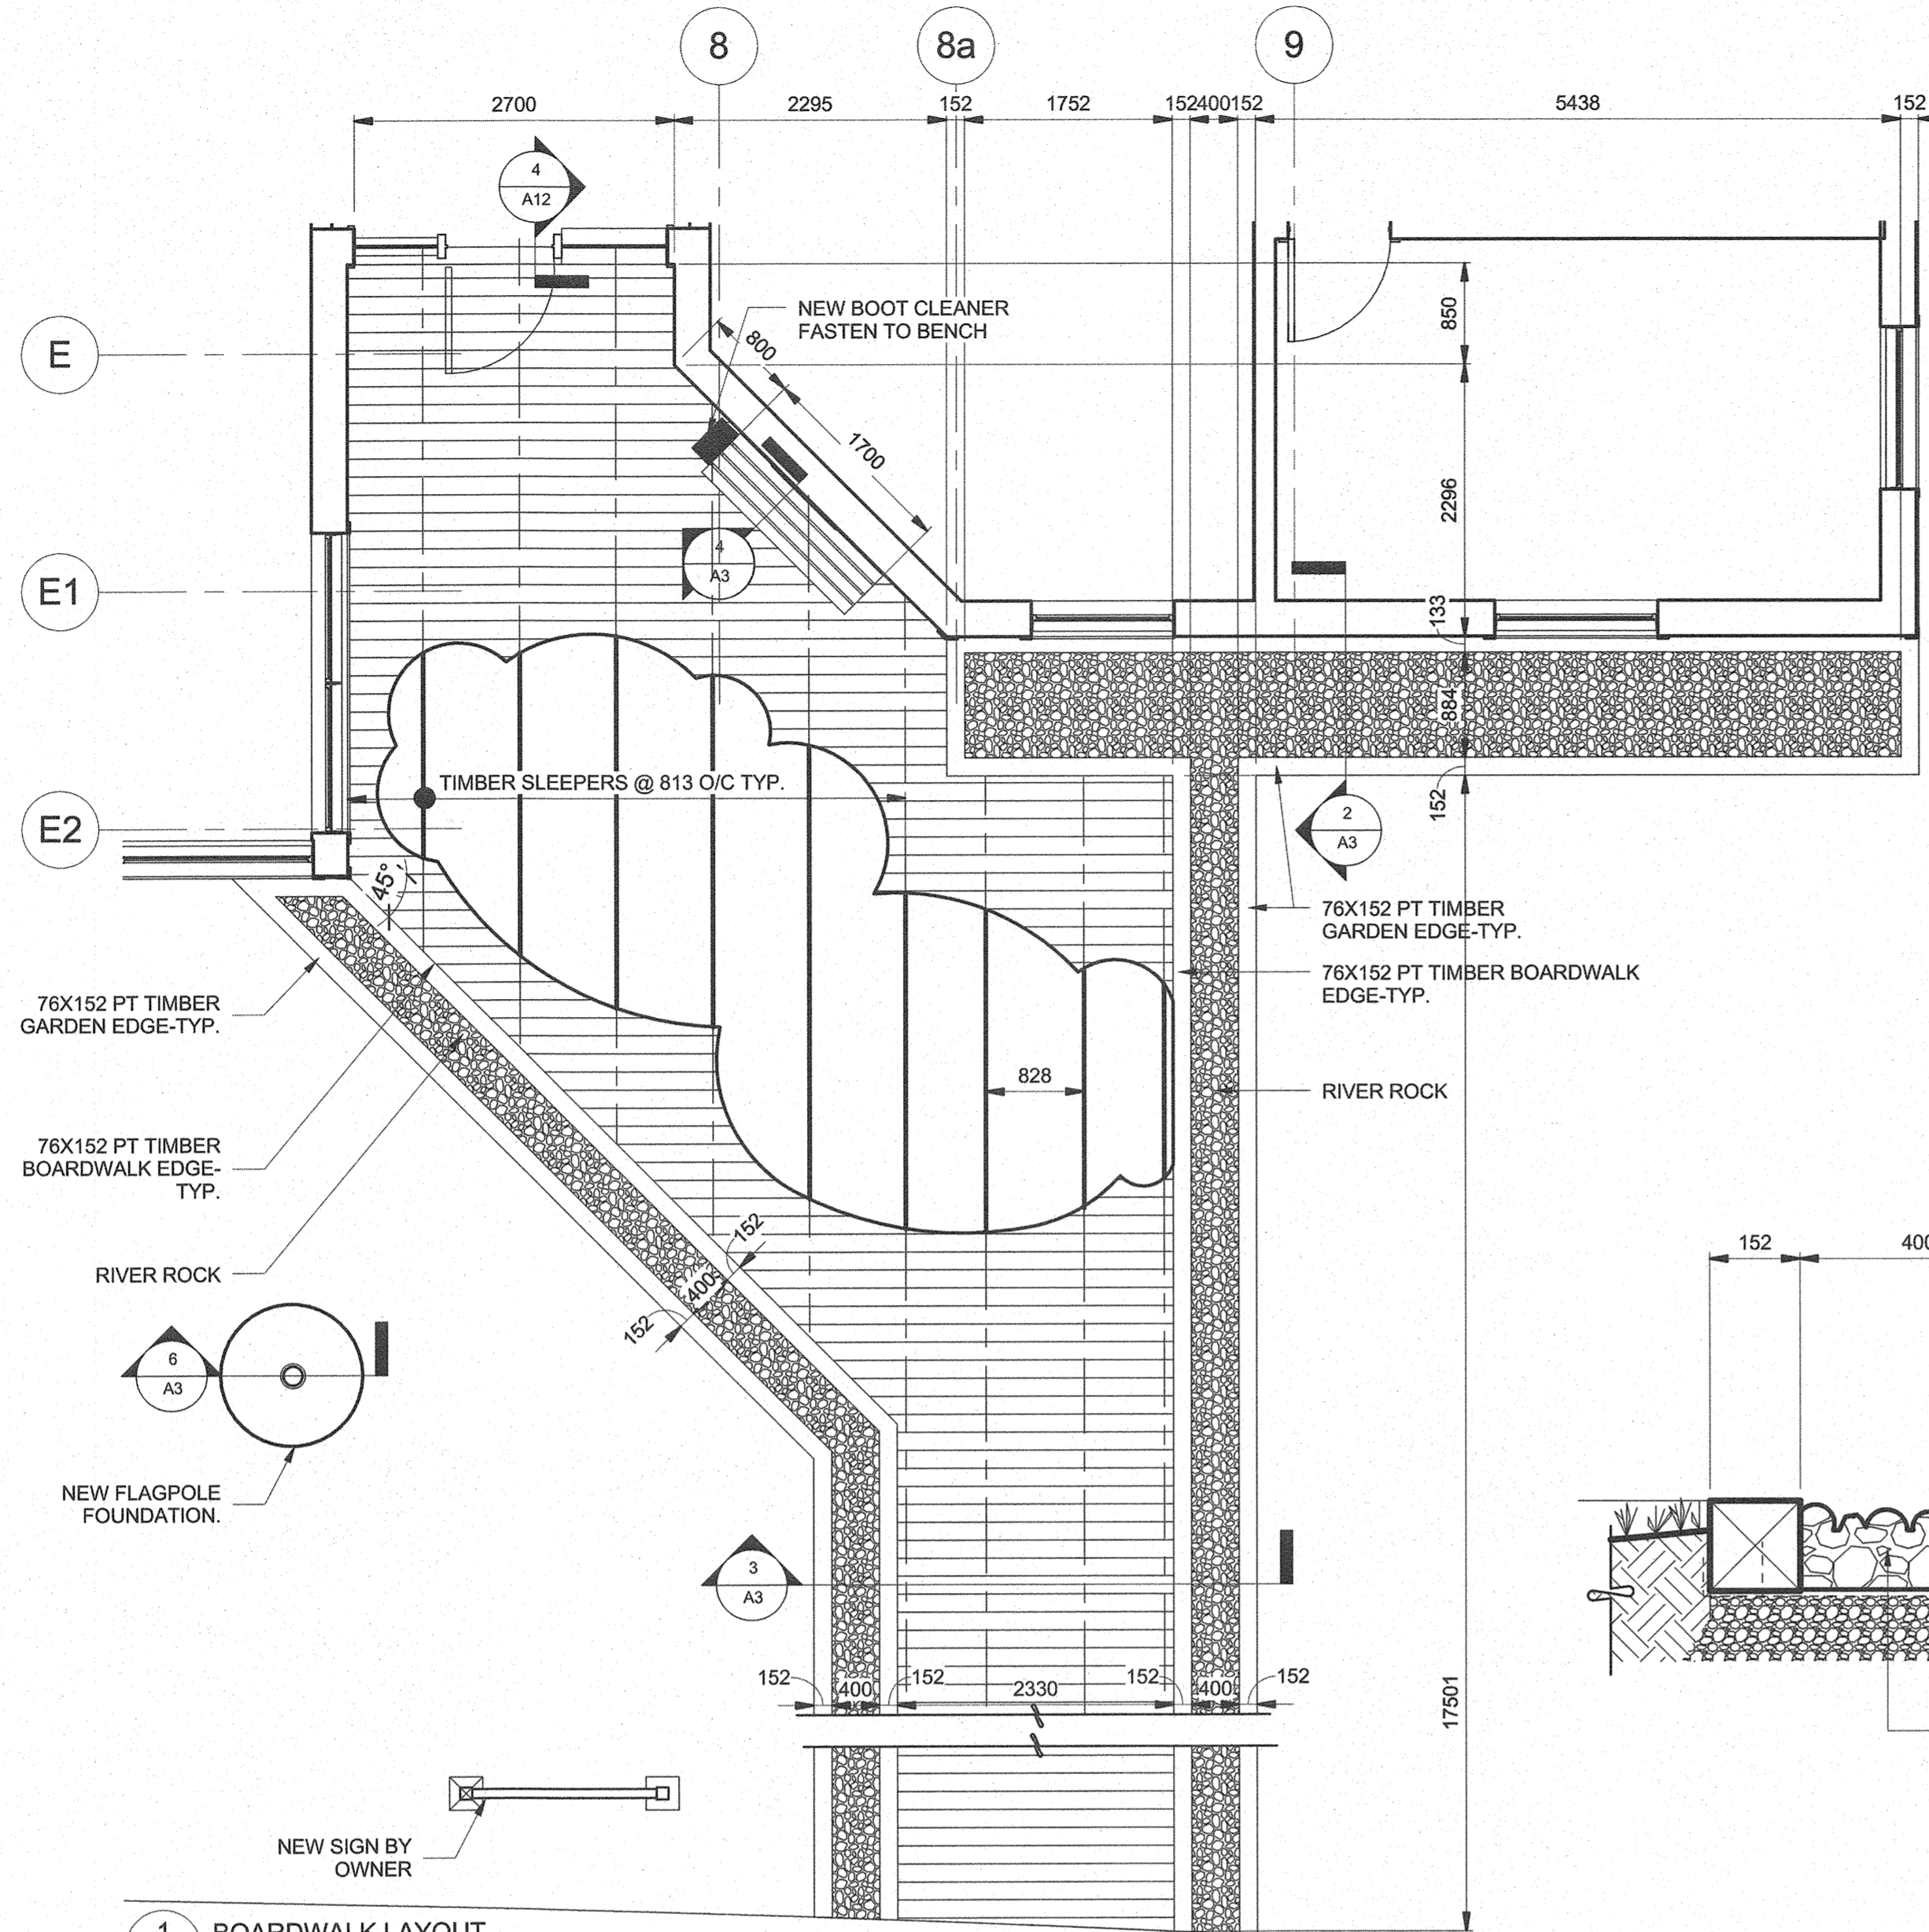 8
8a
9
2700
2295
152
1752
152
400
152
5438
152
4
A12
NEW BOOT CLEANER
FASTEN TO BENCH
850
E
800
1700
2296
4
A3
E1
133
884
TIMBER SLEEPERS @ 813 O/C TYP.
152
E2
2
A3
45°
76X152 PT TIMBER
GARDEN EDGE-TYP.
76X152 PT TIMBER BOARDWALK
EDGE-TYP.
76X152 PT TIMBER
GARDEN EDGE-TYP.
828
RIVER ROCK
76X152 PT TIMBER
BOARDWALK EDGE-
TYP.
152
400
152
RIVER ROCK
152
6
A3
NEW FLAGPOLE
FOUNDATION.
3
A3
152
400
152
2330
152
400
152
17501
NEW SIGN BY
OWNER
1
BOARDWALK LAYOUT